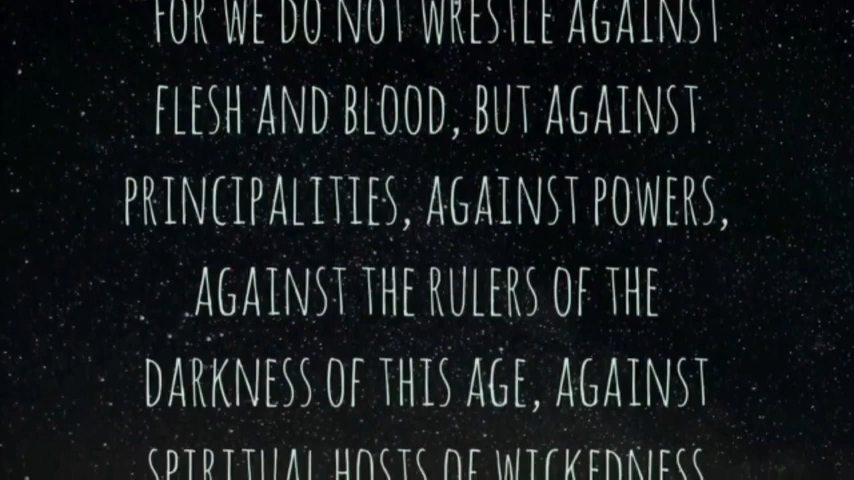 FOR WE DO NOT WRESTLE AGAINST
FLESH AND BLOOD, BUT AGAINST
PRINCIPALITIES, AGAINST POWERS,
AGAINST THE RULERS OF THE
DARKNESS OF THIS AGE, AGAINST
SPIRITUAL HOSTS OF WICKEDNESS